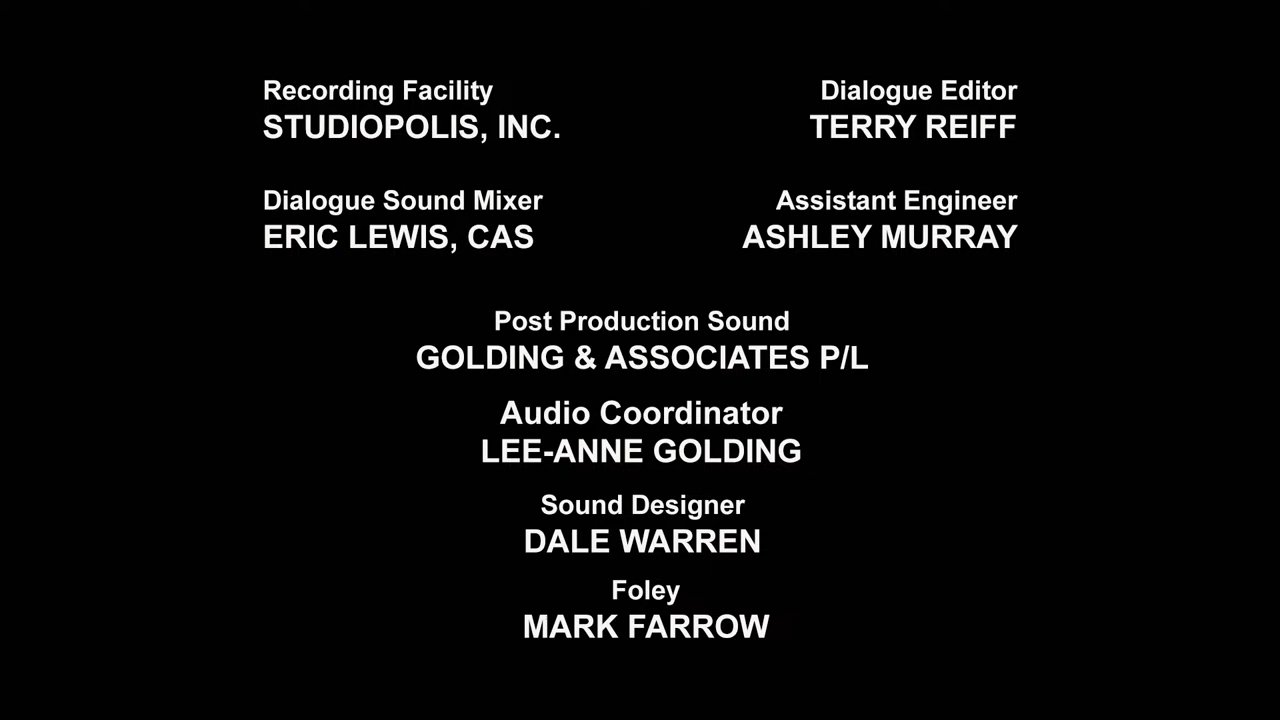 Recording Facility
STUDIOPOLIS, INC.
Dialogue Editor
TERRY REIFF
Dialogue Sound Mixer
ERIC LEWIS, CAS
Assistant Engineer
ASHLEY MURRAY
Post Production Sound
GOLDING & ASSOCIATES P/L
Audio Coordinator
LEE-ANNE GOLDING
Sound Designer
DALE WARREN
Foley
MARK FARROW